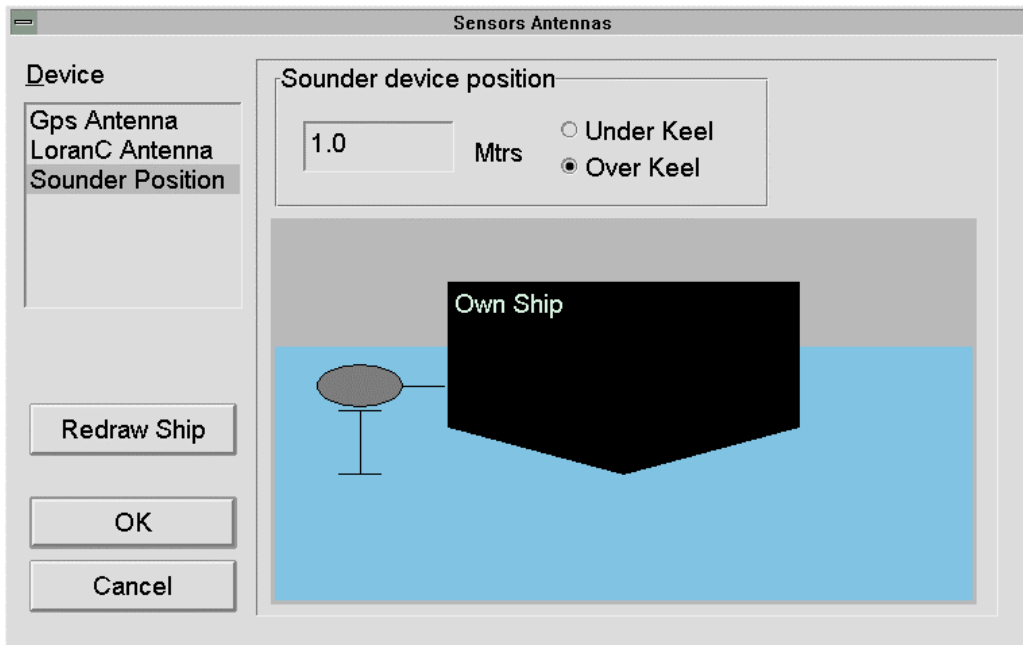 Sensors Antennas
Device
Gps Antenna
LoranC Antenna
Sounder Position
Sounder device position
1.0
Mtrs
Under Keel
Over Keel
Own Ship
Redraw Ship
OK
Cancel